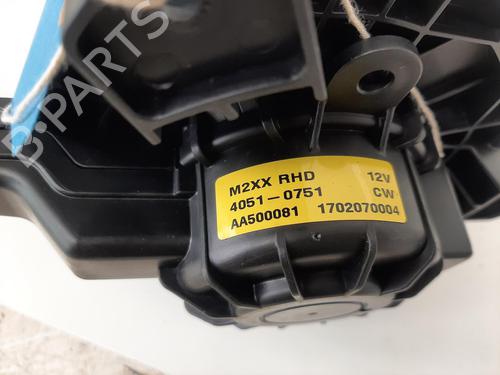 B-PARTS
M2XX RHD 12V
4051-0751 CW
AA500081 1702070004